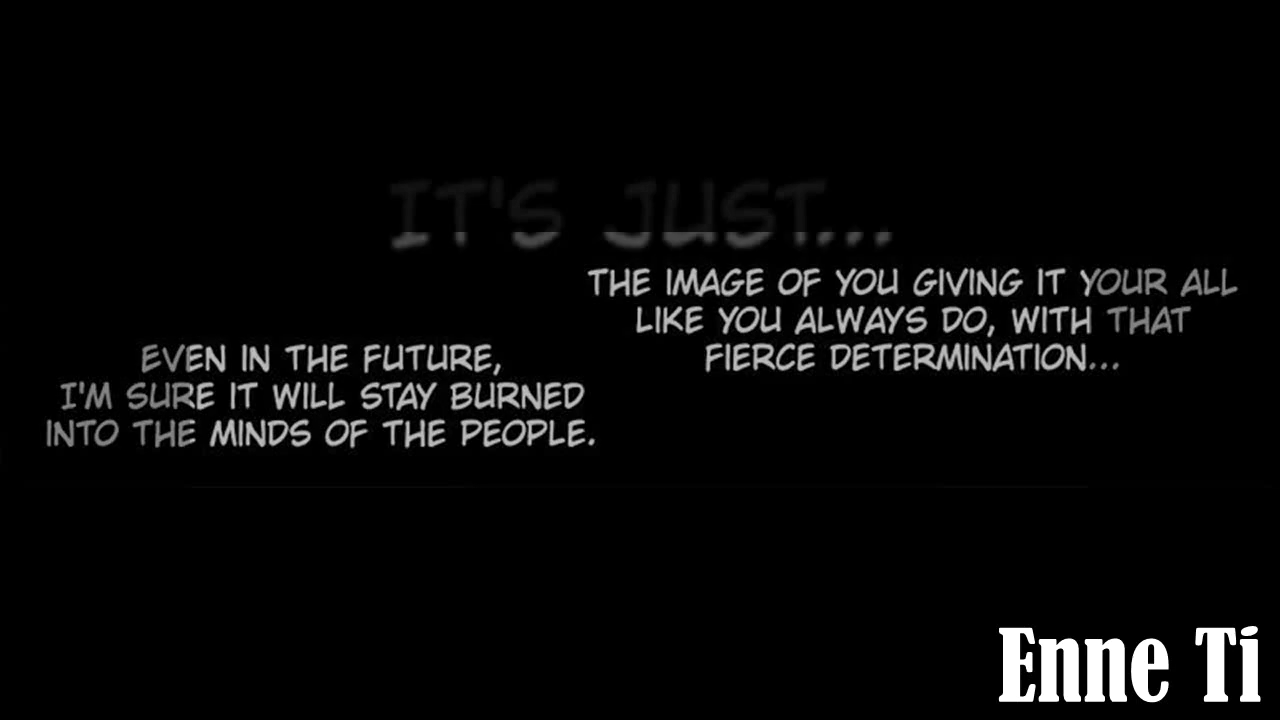 IT'S JUST...
THE IMAGE OF YOU GIVING IT YOUR ALL
LIKE YOU ALWAYS DO, WITH THAT
FIERCE DETERMINATION...
EVEN IN THE FUTURE,
I'M SURE IT WILL STAY BURNED
INTO THE MINDS OF THE PEOPLE.
Enne Ti